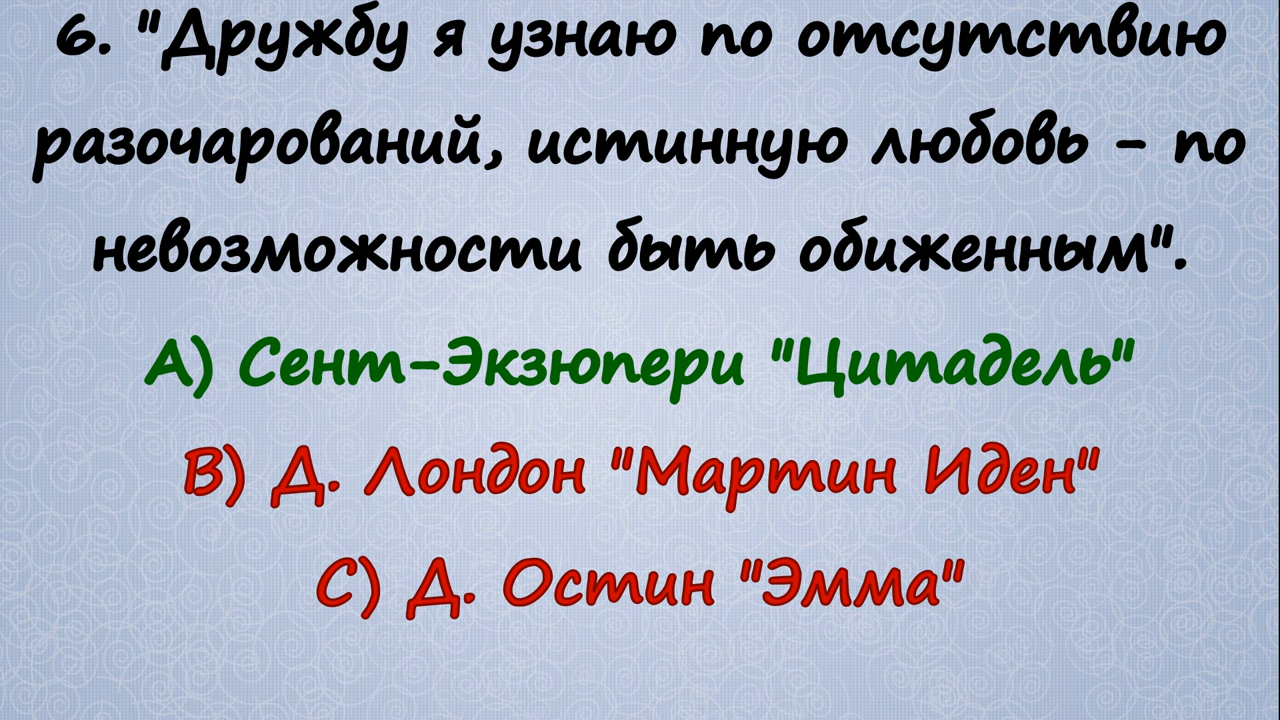 6. "Дружбу я узнаю по отсутствию
разочарований, истинную любовь - по
невозможности быть обиженным".
A) Сент-Экзюпери "Цитадель"
B) Д. Лондон "Мартин Иден"
C) Д. Остин "Эмма"